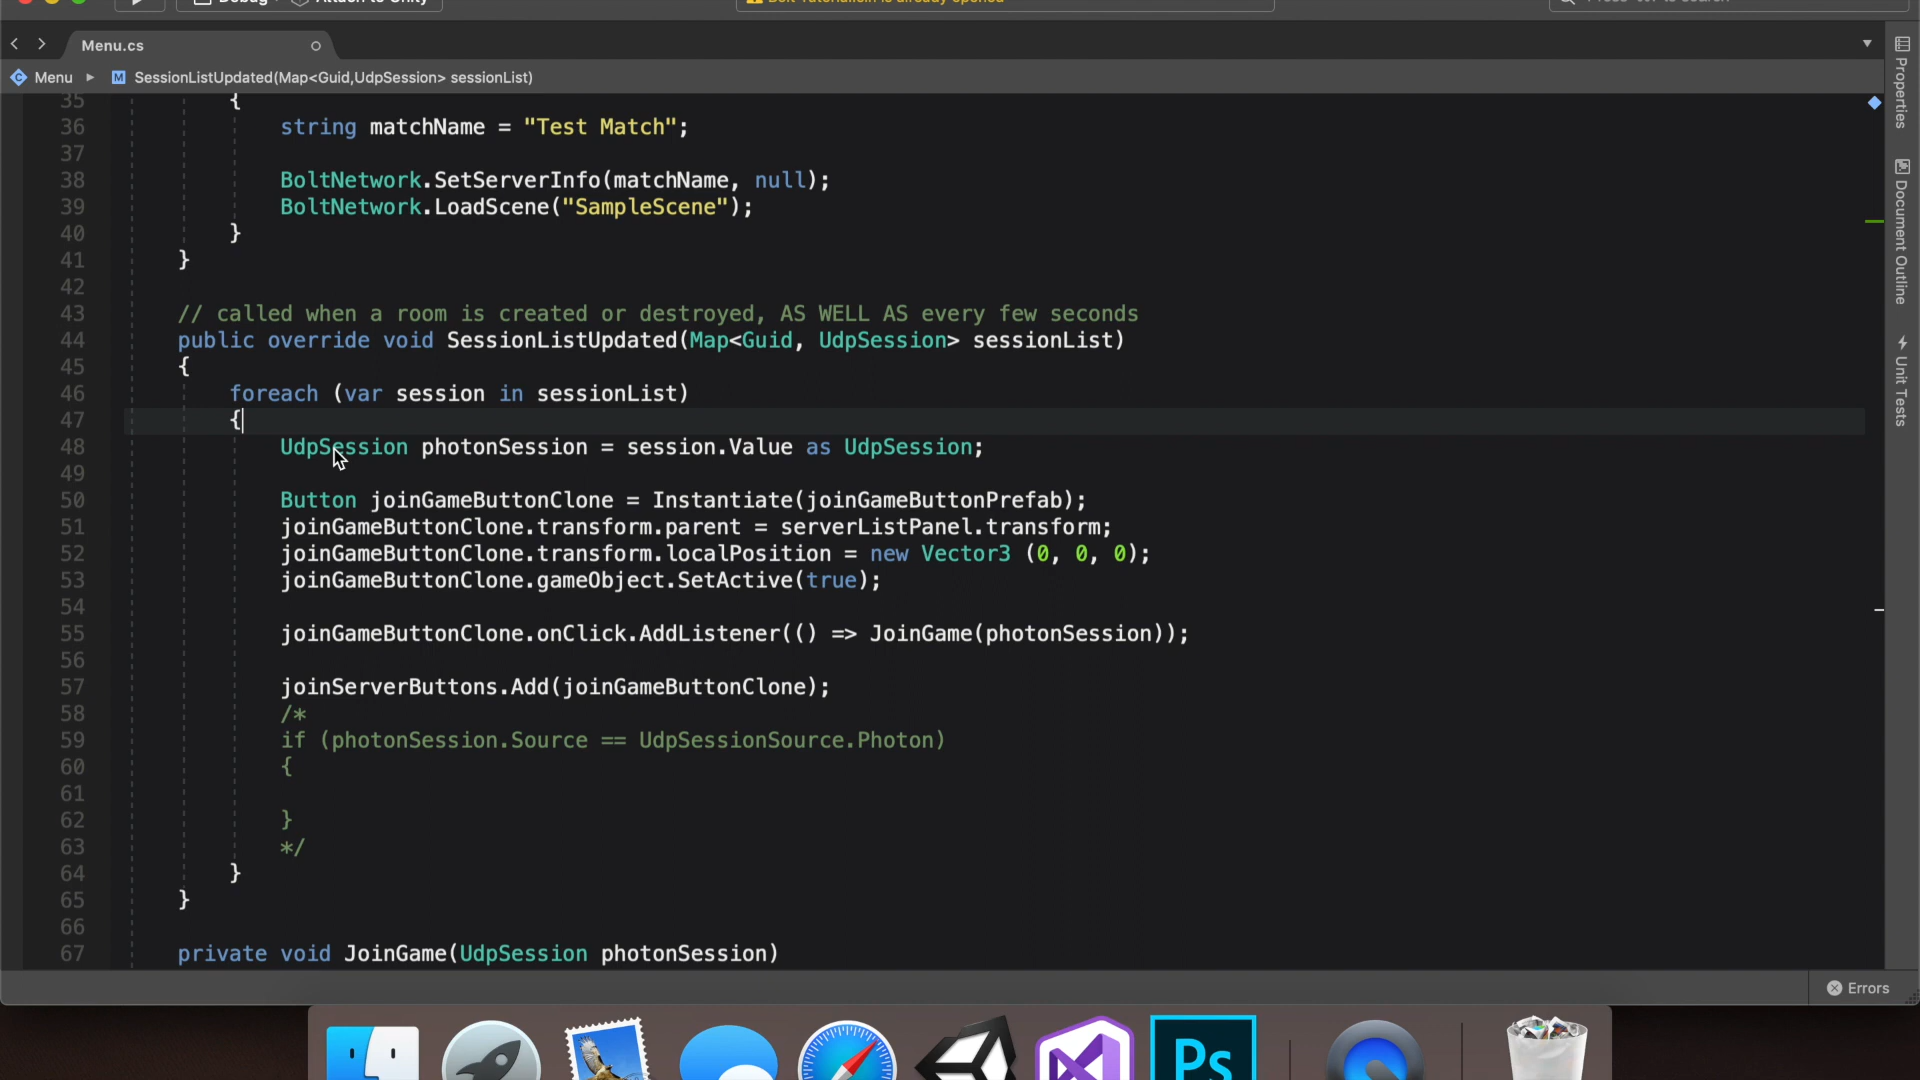 Menu.cs
Menu ▸ M SessionListUpdated(Map<Guid,UdpSession> sessionList)
35 {
36 string matchName = "Test Match";
37
38 BoltNetwork.SetServerInfo(matchName, null);
39 BoltNetwork.LoadScene("SampleScene");
40 }
41 }
42
43 // called when a room is created or destroyed, AS WELL AS every few seconds
44 public override void SessionListUpdated(Map<Guid, UdpSession> sessionList)
45 {
46 foreach (var session in sessionList)
47 {
48 UdpSession photonSession = session.Value as UdpSession;
49
50 Button joinGameButtonClone = Instantiate(joinGameButtonPrefab);
51 joinGameButtonClone.transform.parent = serverListPanel.transform;
52 joinGameButtonClone.transform.localPosition = new Vector3 (0, 0, 0);
53 joinGameButtonClone.gameObject.SetActive(true);
54
55 joinGameButtonClone.onClick.AddListener(() => JoinGame(photonSession));
56
57 joinServerButtons.Add(joinGameButtonClone);
58 /*
59 if (photonSession.Source == UdpSessionSource.Photon)
60 {
61
62 }
63 */
64 }
65 }
66
67 private void JoinGame(UdpSession photonSession)
Properties
Document Outline
Unit Tests
Errors
Ps